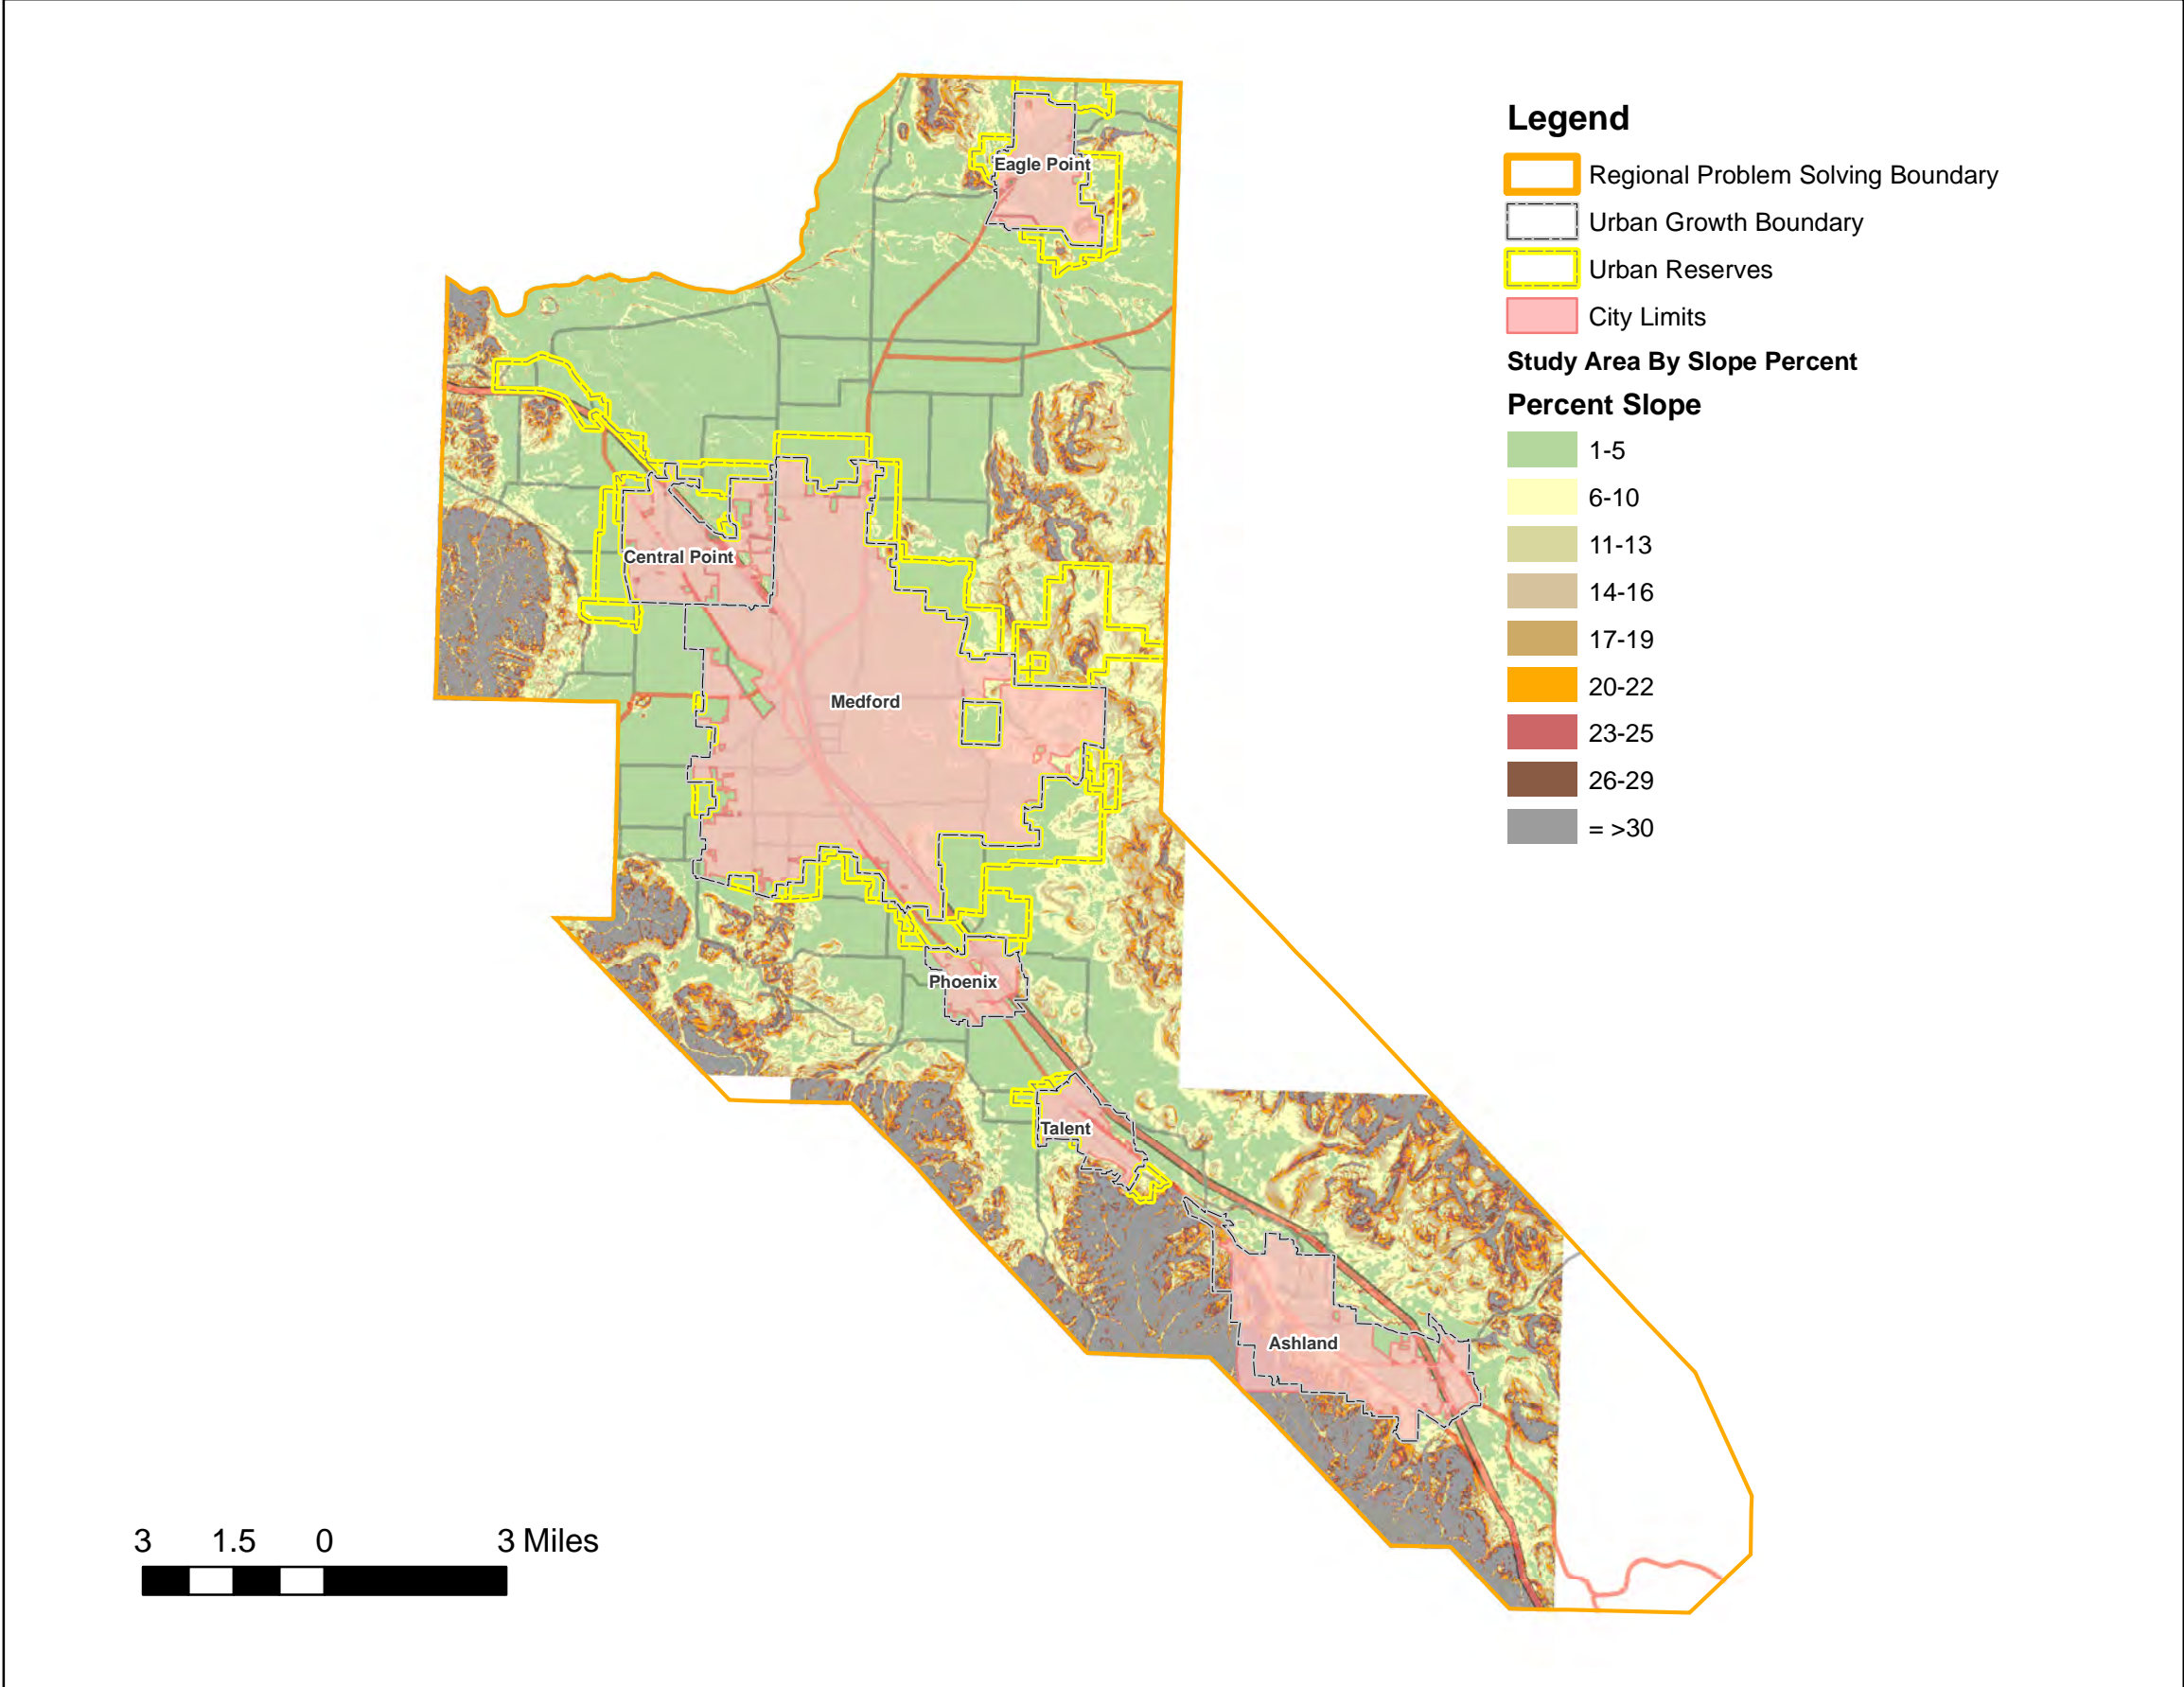 Legend
Regional Problem Solving Boundary
Urban Growth Boundary
Urban Reserves
City Limits
Study Area By Slope Percent
Percent Slope
1-5
6-10
11-13
14-16
17-19
20-22
23-25
26-29
= >30
Eagle Point
Central Point
Medford
Phoenix
Talent
Ashland
3 1.5 0 3 Miles